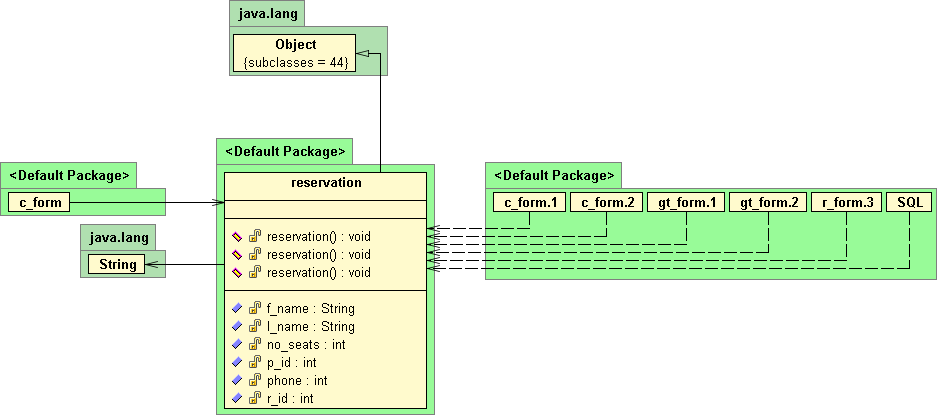 java.lang
Object
{subclasses = 44}
<Default Package>
<Default Package>
<Default Package>
reservation
c_form
c_form.1 c_form.2 gt_form.1 gt_form.2 r_form.3 SQL
java.lang
String
reservation() : void
reservation() : void
reservation() : void
f_name : String
l_name : String
no_seats : int
p_id : int
phone : int
r_id : int